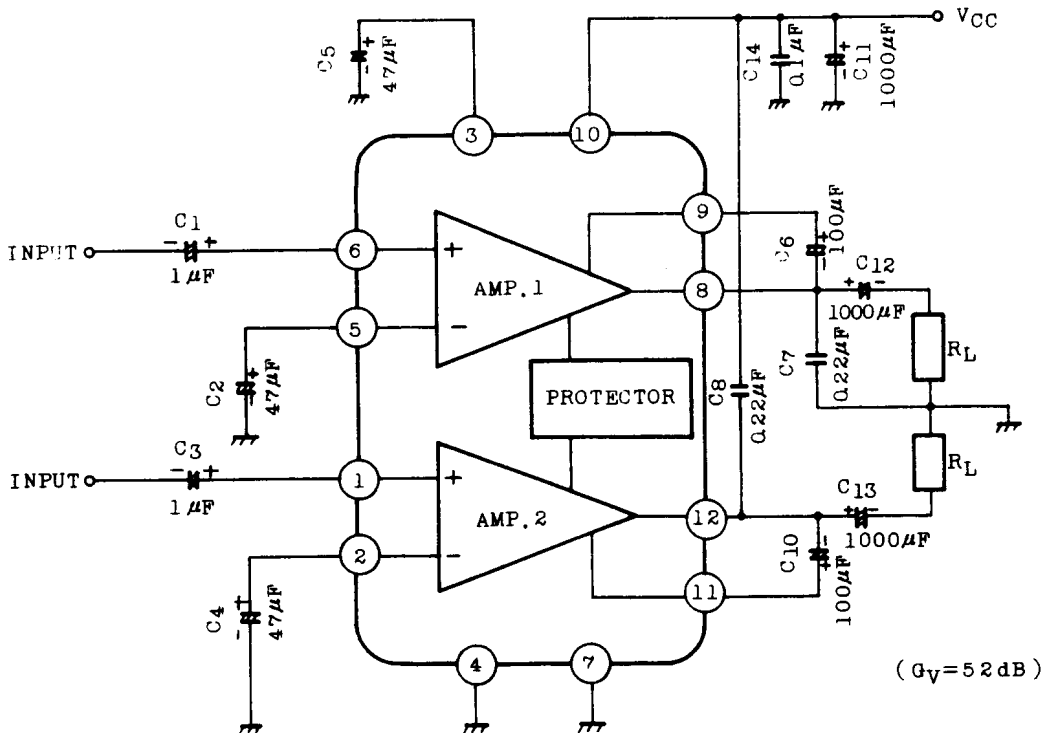 VCC
C5
47μF
C14
0.1μF
C11
1000μF
3
10
9
C1
INPUT
1μF
6
AMP.1
8
C6
100μF
C12
1000μF
5
C2
47μF
PROTECTOR
C8
0.22μF
C7
0.22μF
RL
C3
INPUT
1μF
1
AMP.2
12
C13
1000μF
RL
2
C10
100μF
11
C4
47μF
4
7
(GV=52dB)